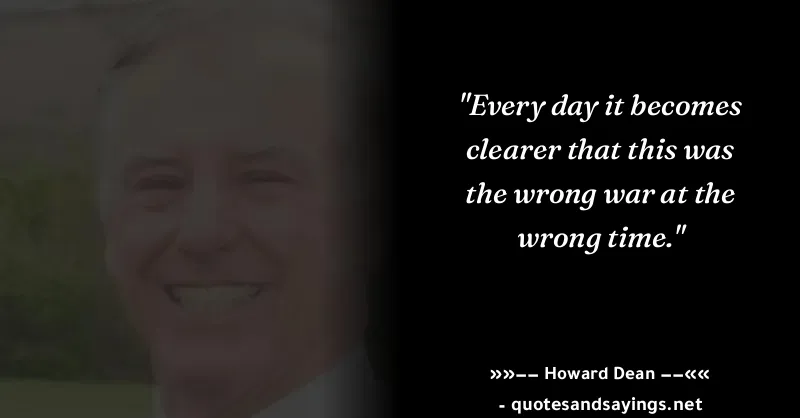 "Every day it becomes
clearer that this was
the wrong war at the
wrong time."
»»−− Howard Dean −−««
- quotesandsayings.net